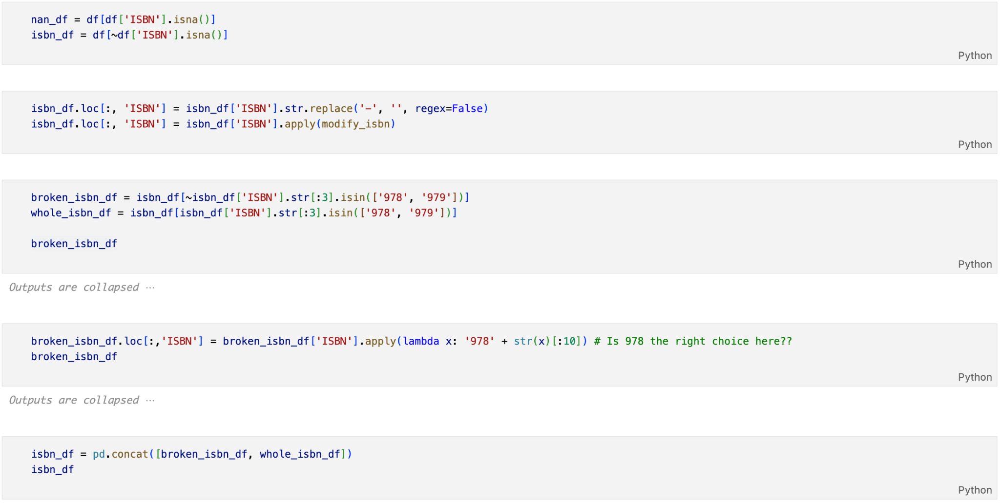 nan_df = df[df['ISBN'].isna()]
isbn_df = df[~df['ISBN'].isna()]
Python
isbn_df.loc[:, 'ISBN'] = isbn_df['ISBN'].str.replace('-', '', regex=False)
isbn_df.loc[:, 'ISBN'] = isbn_df['ISBN'].apply(modify_isbn)
Python
broken_isbn_df = isbn_df[~isbn_df['ISBN'].str[:3].isin(['978', '979'])]
whole_isbn_df = isbn_df[isbn_df['ISBN'].str[:3].isin(['978', '979'])]
broken_isbn_df
Python
Outputs are collapsed ...
broken_isbn_df.loc[:,'ISBN'] = broken_isbn_df['ISBN'].apply(lambda x: '978' + str(x)[:10]) # Is 978 the right choice here??
broken_isbn_df
Python
Outputs are collapsed ...
isbn_df = pd.concat([broken_isbn_df, whole_isbn_df])
isbn_df
Python